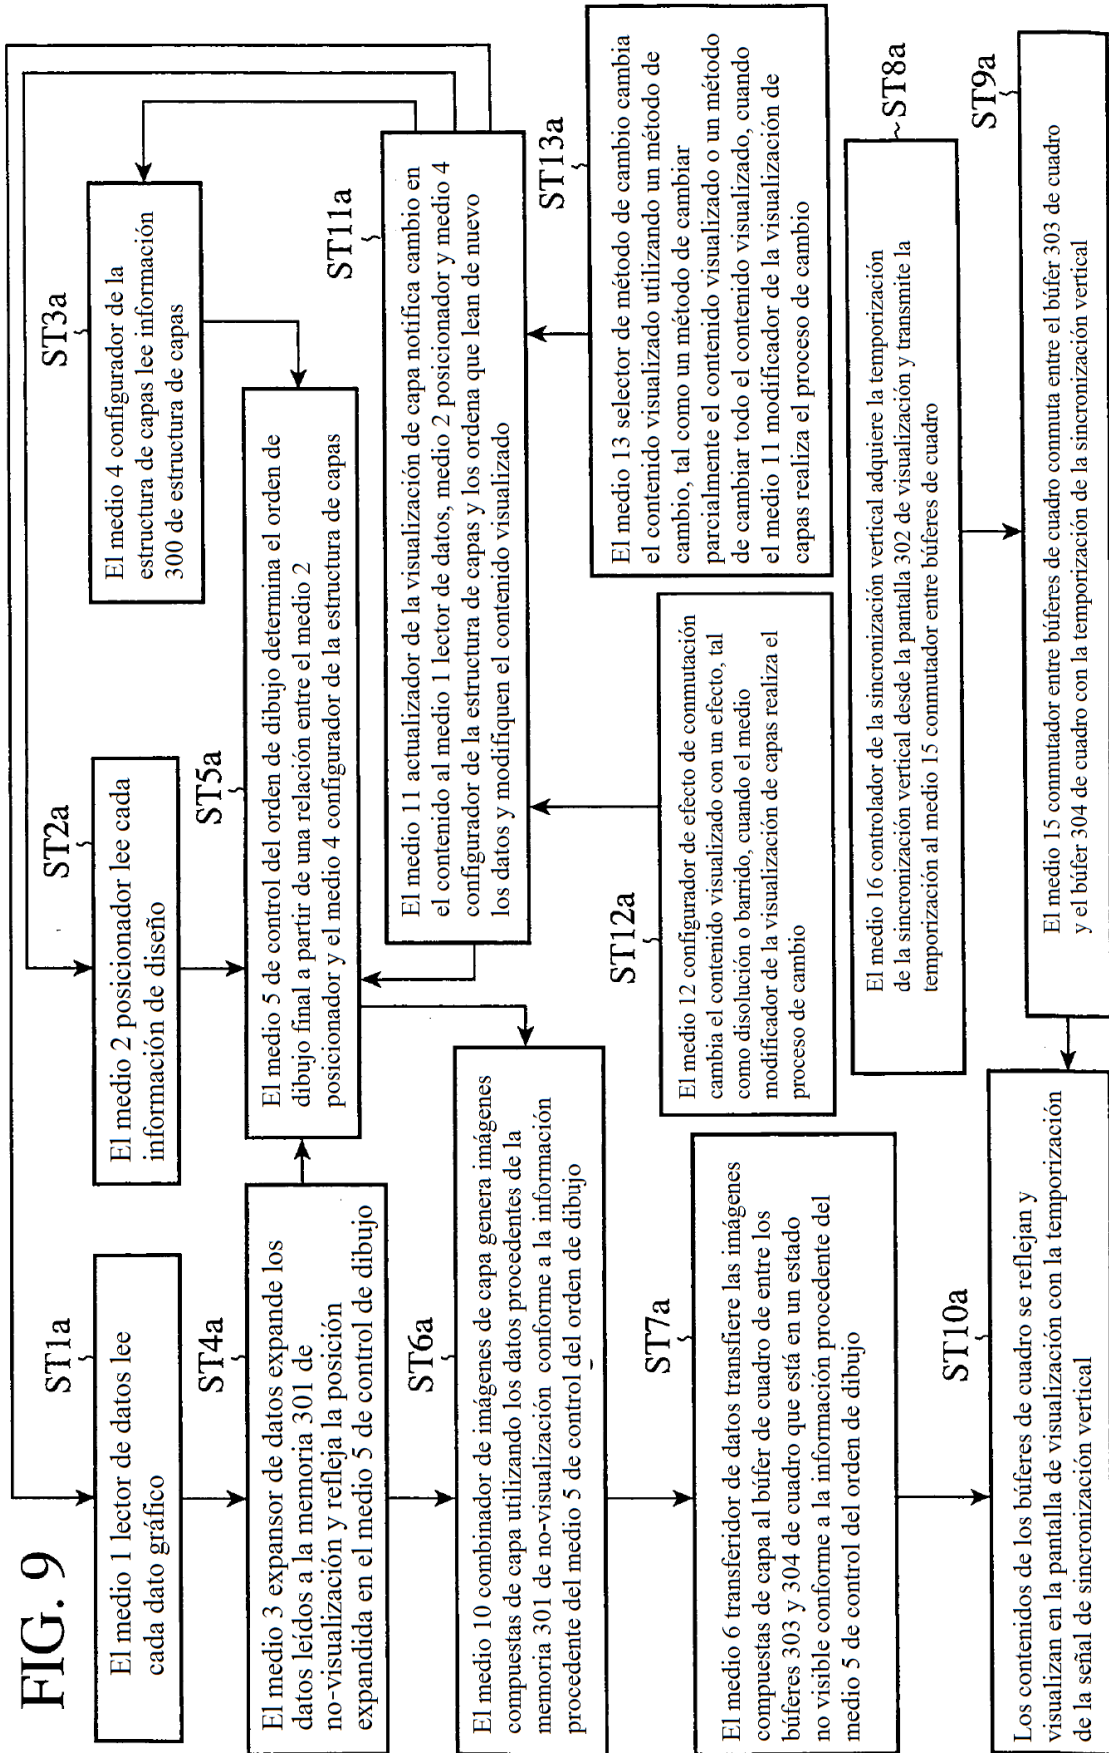 FIG. 9
ST1a
El medio 1 lector de datos lee
cada dato gráfico
ST2a
El medio 2 posicionador lee cada
información de diseño
ST3a
El medio 4 configurador de la
estructura de capas lee información
300 de estructura de capas
ST4a
El medio 3 expansor de datos expande los
datos leídos a la memoria 301 de
no-visualización y refleja la posición
expandida en el medio 5 de control de dibujo
ST5a
El medio 5 de control del orden de dibujo determina el orden de
dibujo final a partir de una relación entre el medio 2
posicionador y el medio 4 configurador de la estructura de capas
ST6a
El medio 10 combinador de imágenes de capa genera imágenes
compuestas de capa utilizando los datos procedentes de la
memoria 301 de no-visualización conforme a la información
procedente del medio 5 de control del orden de dibujo
ST11a
El medio 11 actualizador de la visualización de capa notifica cambio en
el contenido al medio 1 lector de datos, medio 2 posicionador y medio 4
configurador de la estructura de capas y los ordena que lean de nuevo
los datos y modifiquen el contenido visualizado
ST7a
El medio 6 transferidor de datos transfiere las imágenes
compuestas de capa al búfer de cuadro de entre los
búferes 303 y 304 de cuadro que está en un estado
no visible conforme a la información procedente del
medio 5 de control del orden de dibujo
ST12a
El medio 12 configurador de efecto de conmutación
cambia el contenido visualizado con un efecto, tal
como disolución o barrido, cuando el medio
modificador de la visualización de capas realiza el
proceso de cambio
ST13a
El medio 13 selector de método de cambio cambia
el contenido visualizado utilizando un método de
cambio, tal como un método de cambiar
parcialmente el contenido visualizado o un método
de cambiar todo el contenido visualizado, cuando
el medio 11 modificador de la visualización de
capas realiza el proceso de cambio
ST8a
El medio 16 controlador de la sincronización vertical adquiere la temporización
de la sincronización vertical desde la pantalla 302 de visualización y transmite la
temporización al medio 15 conmutador entre búferes de cuadro
ST9a
El medio 15 conmutador entre búferes de cuadro conmuta entre el búfer 303 de cuadro
y el búfer 304 de cuadro con la temporización de la sincronización vertical
ST10a
Los contenidos de los búferes de cuadro se reflejan y
visualizan en la pantalla de visualización con la temporización
de la señal de sincronización vertical